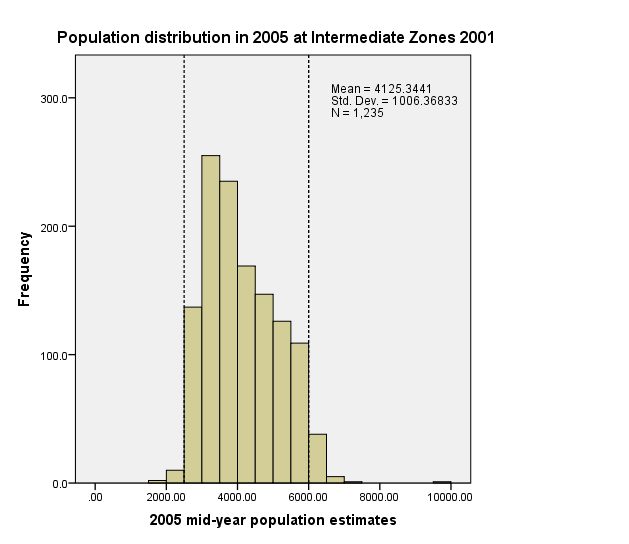 Population distribution in 2005 at Intermediate Zones 2001
Mean = 4125.3441
Std. Dev. = 1006.36833
N = 1,235
300.0
200.0
100.0
0.0
Frequency
.00 2000.00 4000.00 6000.00 8000.00 10000.00
2005 mid-year population estimates